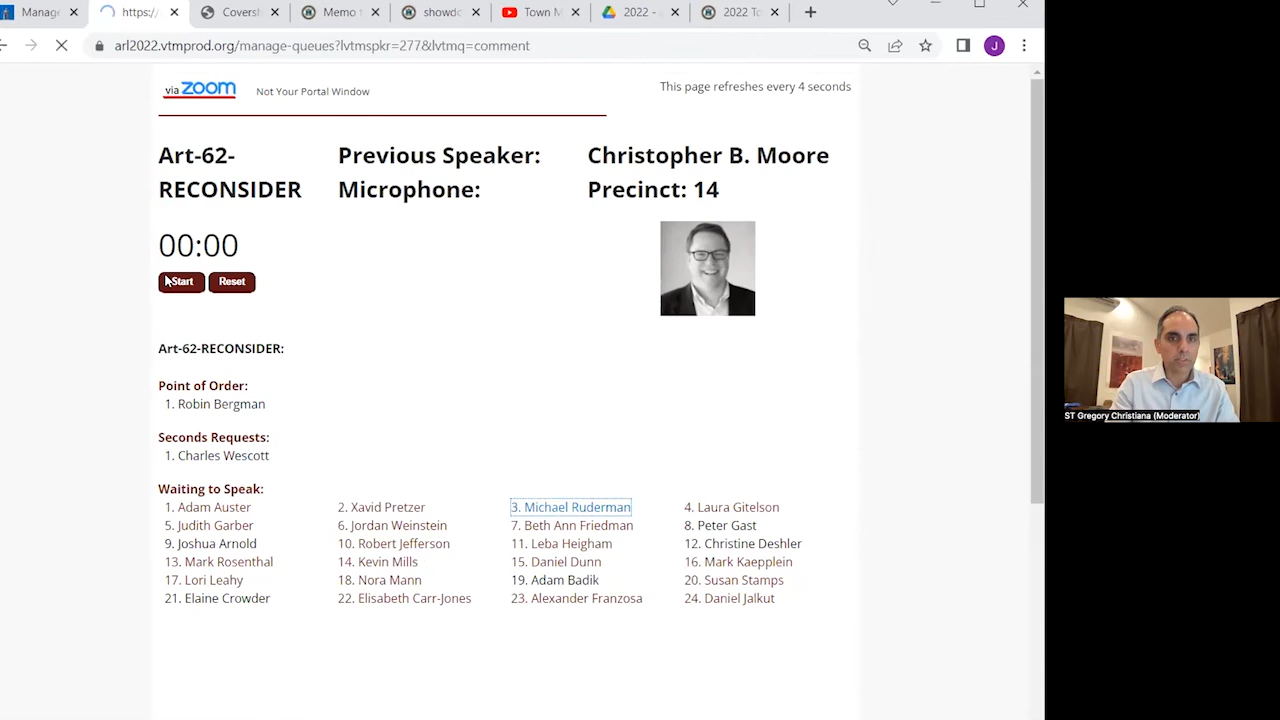 Manage
https:/
Covers
Memo t
showdo
Town M
2022 -
2022 To
arl2022.vtmprod.org/manage-queues?lvtmspkr=277&lvtmq=comment
J
via zoom
Not Your Portal Window
This page refreshes every 4 seconds
Art-62-
RECONSIDER
Previous Speaker:
Microphone:
Christopher B. Moore
Precinct: 14
00:00
Start Reset
Art-62-RECONSIDER:
Point of Order:
1. Robin Bergman
Seconds Requests:
1. Charles Wescott
Waiting to Speak:
1. Adam Auster 2. Xavid Pretzer 3. Michael Ruderman 4. Laura Gitelson
5. Judith Garber 6. Jordan Weinstein 7. Beth Ann Friedman 8. Peter Gast
9. Joshua Arnold 10. Robert Jefferson 11. Leba Heigham 12. Christine Deshler
13. Mark Rosenthal 14. Kevin Mills 15. Daniel Dunn 16. Mark Kaepplein
17. Lori Leahy 18. Nora Mann 19. Adam Badik 20. Susan Stamps
21. Elaine Crowder 22. Elisabeth Carr-Jones 23. Alexander Franzosa 24. Daniel Jalkut
ST Gregory Christiana (Moderator)